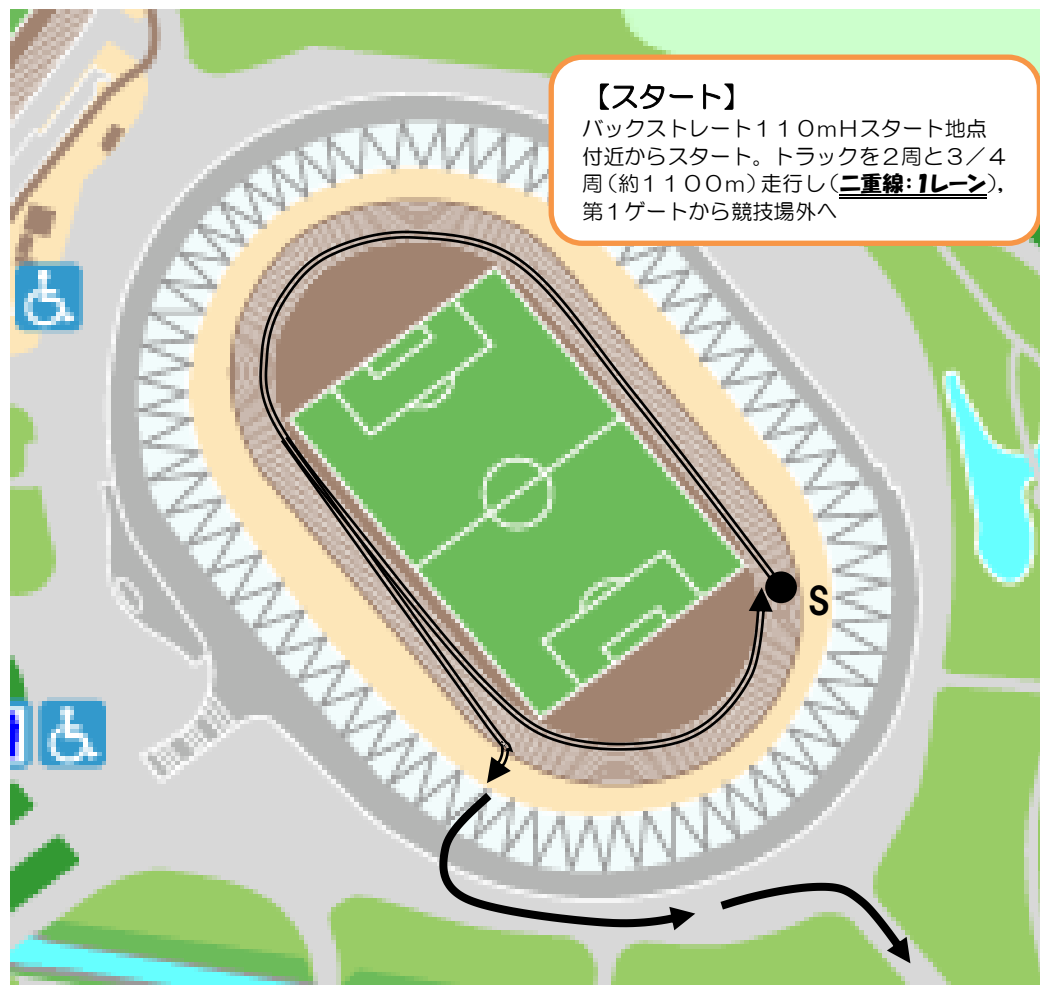 【スタート】
バックストレート110mHスタート地点
付近からスタート。トラックを2周と3/4
周(約1100m)走行し(二重線:1レーン),
第1ゲートから競技場外へ
S